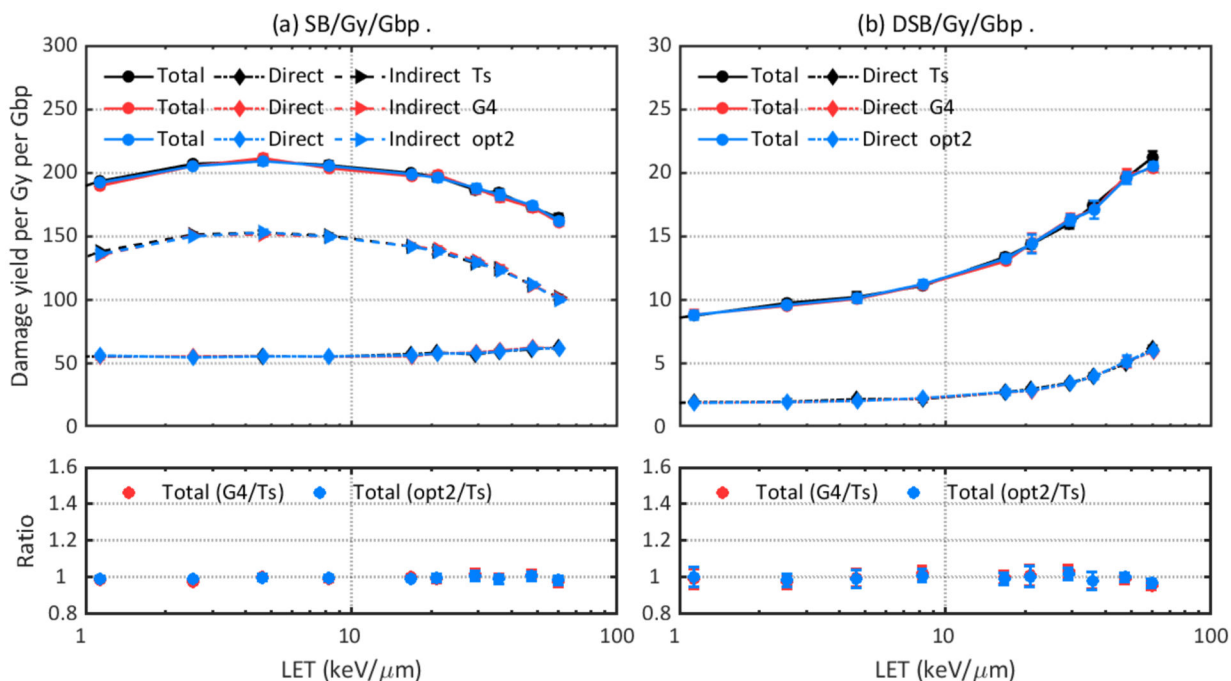 (a) SB/Gy/Gbp .
Damage yield per Gy per Gbp
300
250
200
150
100
50
0
Total Direct Indirect Ts
Total Direct Indirect G4
Total Direct Indirect opt2
(b) DSB/Gy/Gbp .
30
25
20
15
10
5
0
Total Direct Ts
Total Direct G4
Total Direct opt2
Ratio
1.6
1.4
1.2
1
0.8
Total (G4/Ts) Total (opt2/Ts)
1 10 100
LET (keV/μm)
1.6
1.4
1.2
1
0.8
Total (G4/Ts) Total (opt2/Ts)
1 10 100
LET (keV/μm)